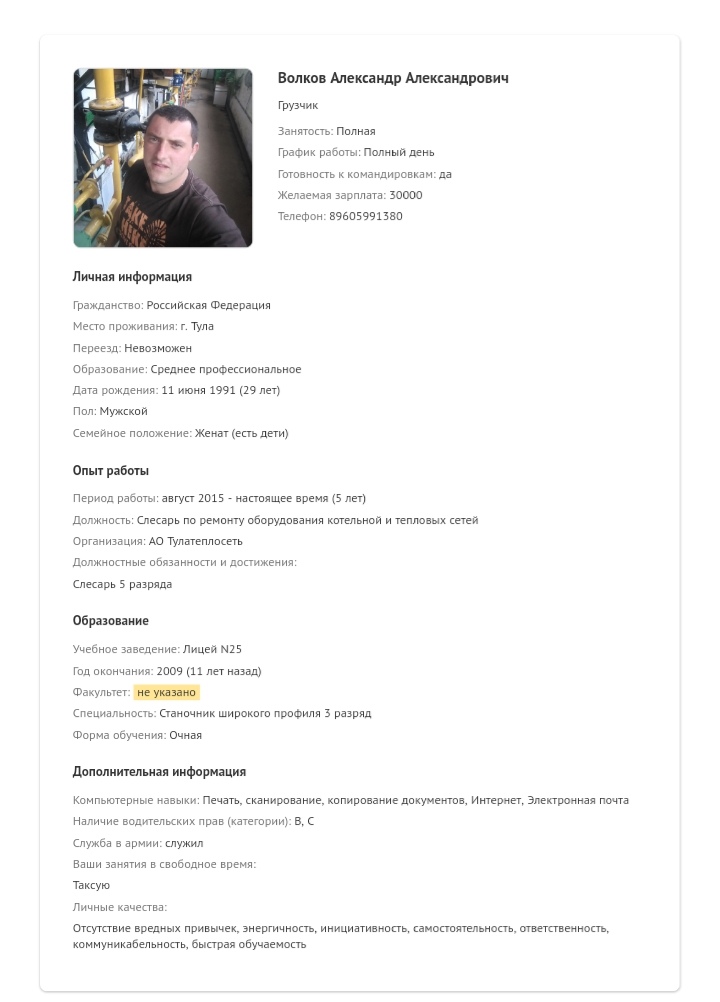 Волков Александр Александрович
Грузчик
Занятость: Полная
График работы: Полный день
Готовность к командировкам: да
Желаемая зарплата: 30000
Телефон: 89605991380
Личная информация
Гражданство: Российская Федерация
Место проживания: г. Тула
Переезд: Невозможен
Образование: Среднее профессиональное
Дата рождения: 11 июня 1991 (29 лет)
Пол: Мужской
Семейное положение: Женат (есть дети)
Опыт работы
Период работы: август 2015 - настоящее время (5 лет)
Должность: Слесарь по ремонту оборудования котельной и тепловых сетей
Организация: АО Тулатеплосеть
Должностные обязанности и достижения:
Слесарь 5 разряда
Образование
Учебное заведение: Лицей N25
Год окончания: 2009 (11 лет назад)
Факультет: не указано
Специальность: Станочник широкого профиля 3 разряд
Форма обучения: Очная
Дополнительная информация
Компьютерные навыки: Печать, сканирование, копирование документов, Интернет, Электронная почта
Наличие водительских прав (категории): B, C
Служба в армии: служил
Ваши занятия в свободное время:
Таксую
Личные качества:
Отсутствие вредных привычек, энергичность, инициативность, самостоятельность, ответственность,
коммуникабельность, быстрая обучаемость